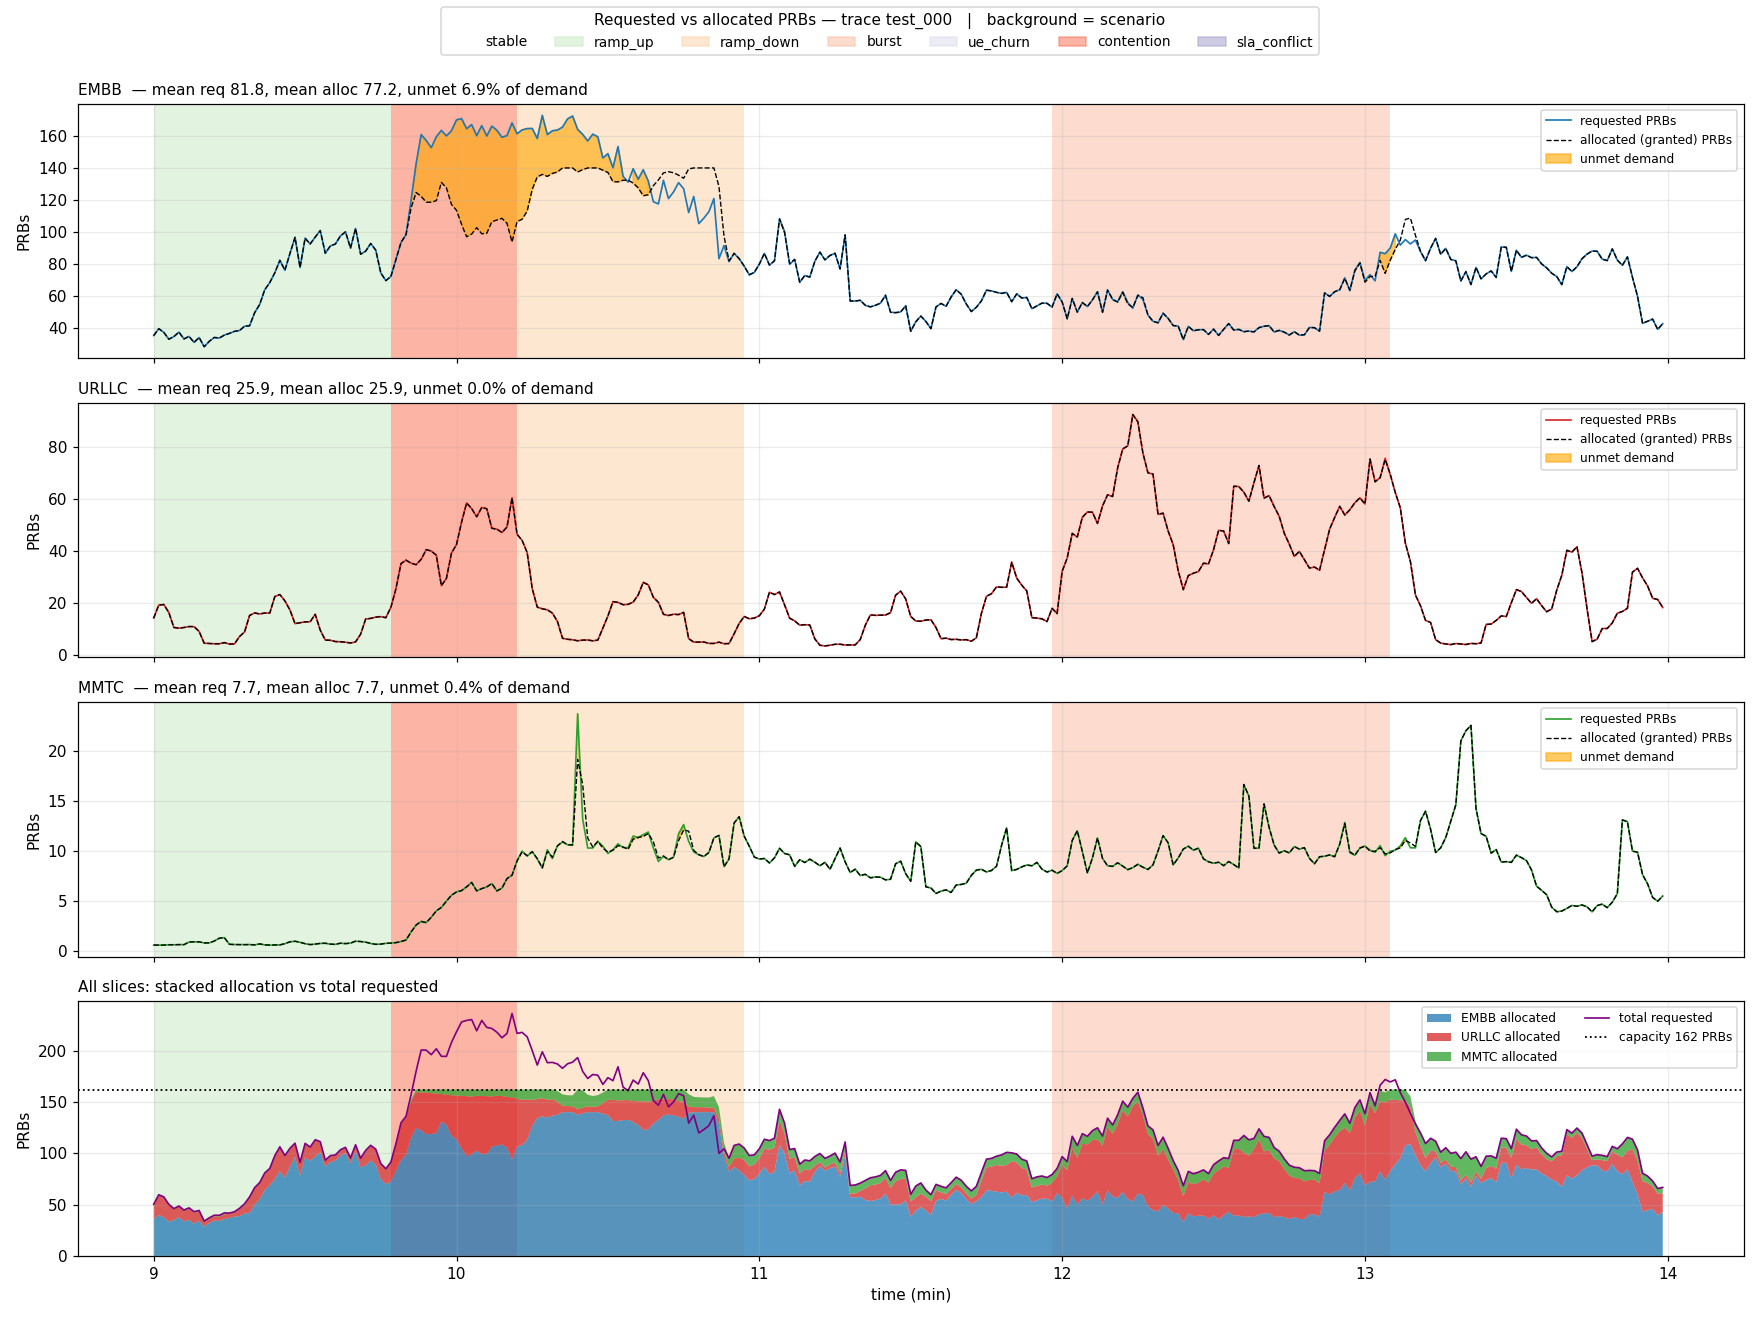 Requested vs allocated PRBs — trace test_000 | background = scenario
stable ramp_up ramp_down burst ue_churn contention sla_conflict
EMBB — mean req 81.8, mean alloc 77.2, unmet 6.9% of demand
PRBs
160
140
120
100
80
60
40
requested PRBs
allocated (granted) PRBs
unmet demand
URLLC — mean req 25.9, mean alloc 25.9, unmet 0.0% of demand
PRBs
80
60
40
20
0
requested PRBs
allocated (granted) PRBs
unmet demand
MMTC — mean req 7.7, mean alloc 7.7, unmet 0.4% of demand
PRBs
20
15
10
5
0
requested PRBs
allocated (granted) PRBs
unmet demand
All slices: stacked allocation vs total requested
PRBs
200
150
100
50
0
EMBB allocated total requested
URLLC allocated capacity 162 PRBs
MMTC allocated
9 10 11 12 13 14
time (min)